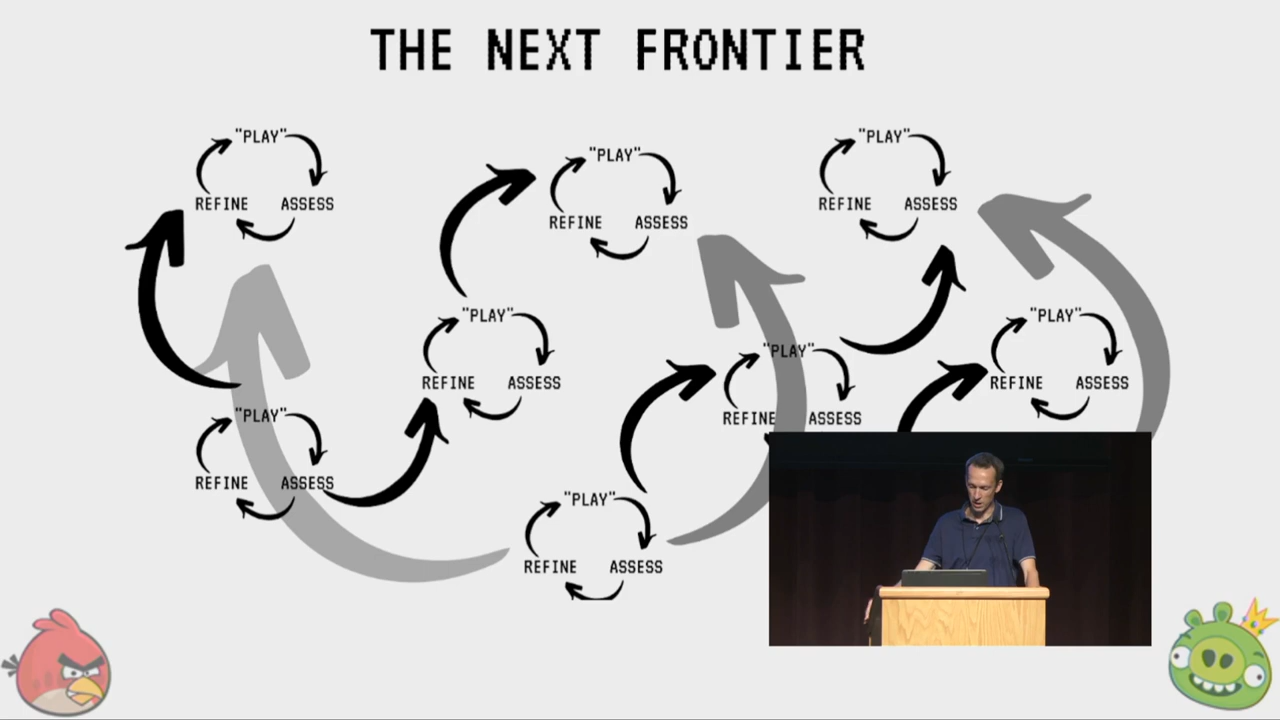 THE NEXT FRONTIER
"PLAY"
REFINE ASSESS
"PLAY"
REFINE ASSESS
"PLAY"
REFINE ASSESS
"PLAY"
REFINE ASSESS
"PLAY"
REFINE ASSESS
"PLAY"
REFINE ASSESS
"PLAY"
REFINE ASSESS
"PLAY"
REFINE ASSESS